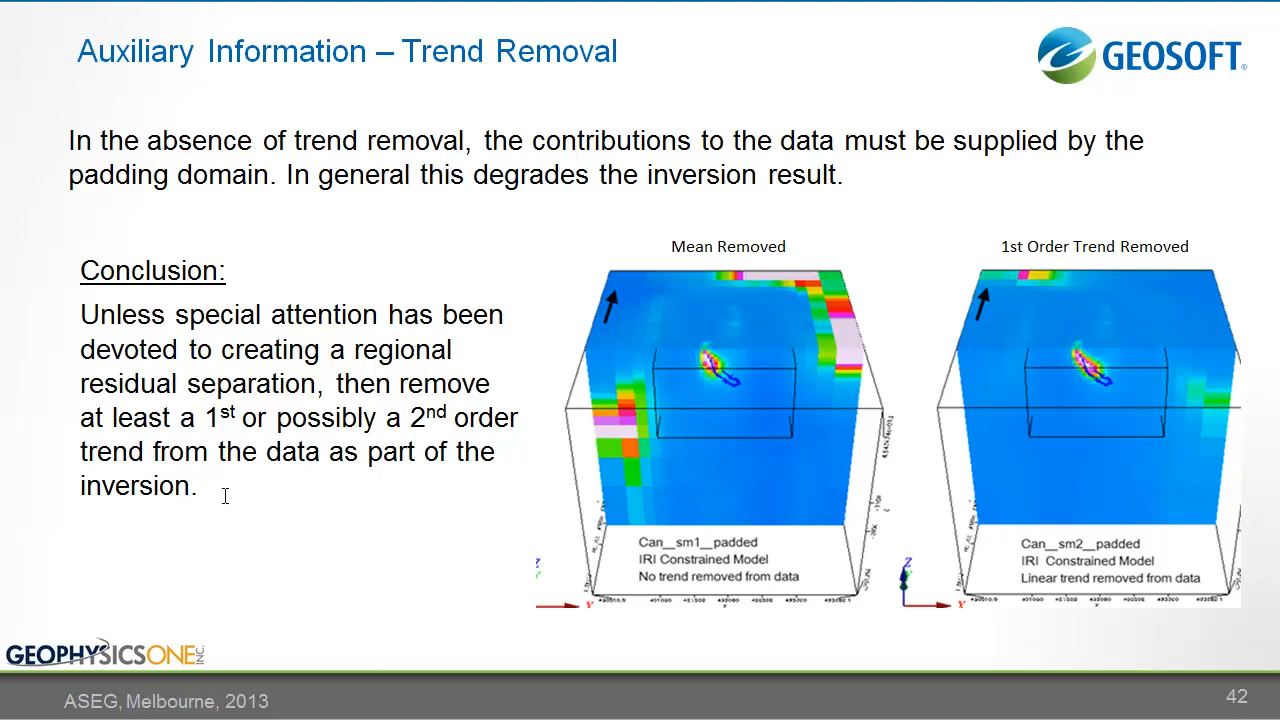 Auxiliary Information – Trend Removal
GEOSOFT
In the absence of trend removal, the contributions to the data must be supplied by the
padding domain. In general this degrades the inversion result.
Mean Removed
1st Order Trend Removed
Conclusion:
Unless special attention has been
devoted to creating a regional
residual separation, then remove
at least a 1st or possibly a 2nd order
trend from the data as part of the
inversion.
Can__sm1__padded
IRI Constrained Model
No trend removed from data
Z
Y
Can__sm2__padded
IRI Constrained Model
Linear trend removed from data
Z
Y
GEOPHYSICSONE INC.
ASEG, Melbourne, 2013
42